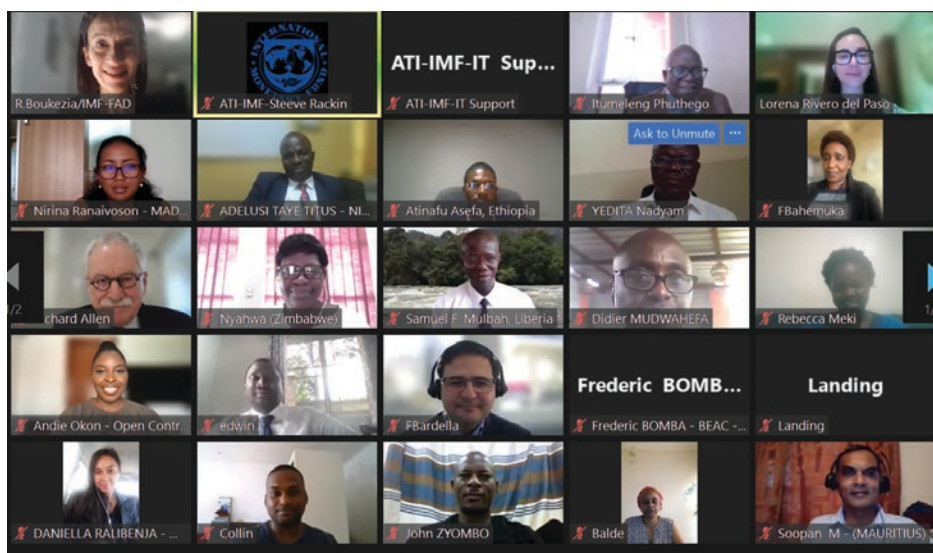 INTERNATIONAL
ATI-IMF-IT Sup...
R.Boukezia/IMF-FAD
ATI-IMF-Steeve Rackin
ATI-IMF-IT Support
Itumeleng Phuthego
Lorena Rivero del Paso
Ask to Unmute ...
Nirina Ranaivoson - MAD...
ADELUSI TAYE TITUS - NI...
Atinafu Asefa, Ethiopia
YEDITA Nadyam
FBahemuka
1/2
chard Allen
Nyahwa (Zimbabwe)
Samuel F. Mulbah, Liberia
Didier MUDWAHEFA
Rebecca Meki
Frederic BOMB...
Landing
Andie Okon - Open Contr...
edwin
FBardella
Frederic BOMBA - BEAC -...
Landing
DANIELLA RALIBENJA - ...
Collin
John ZYOMBO
Balde
Soopan M - (MAURITIUS)